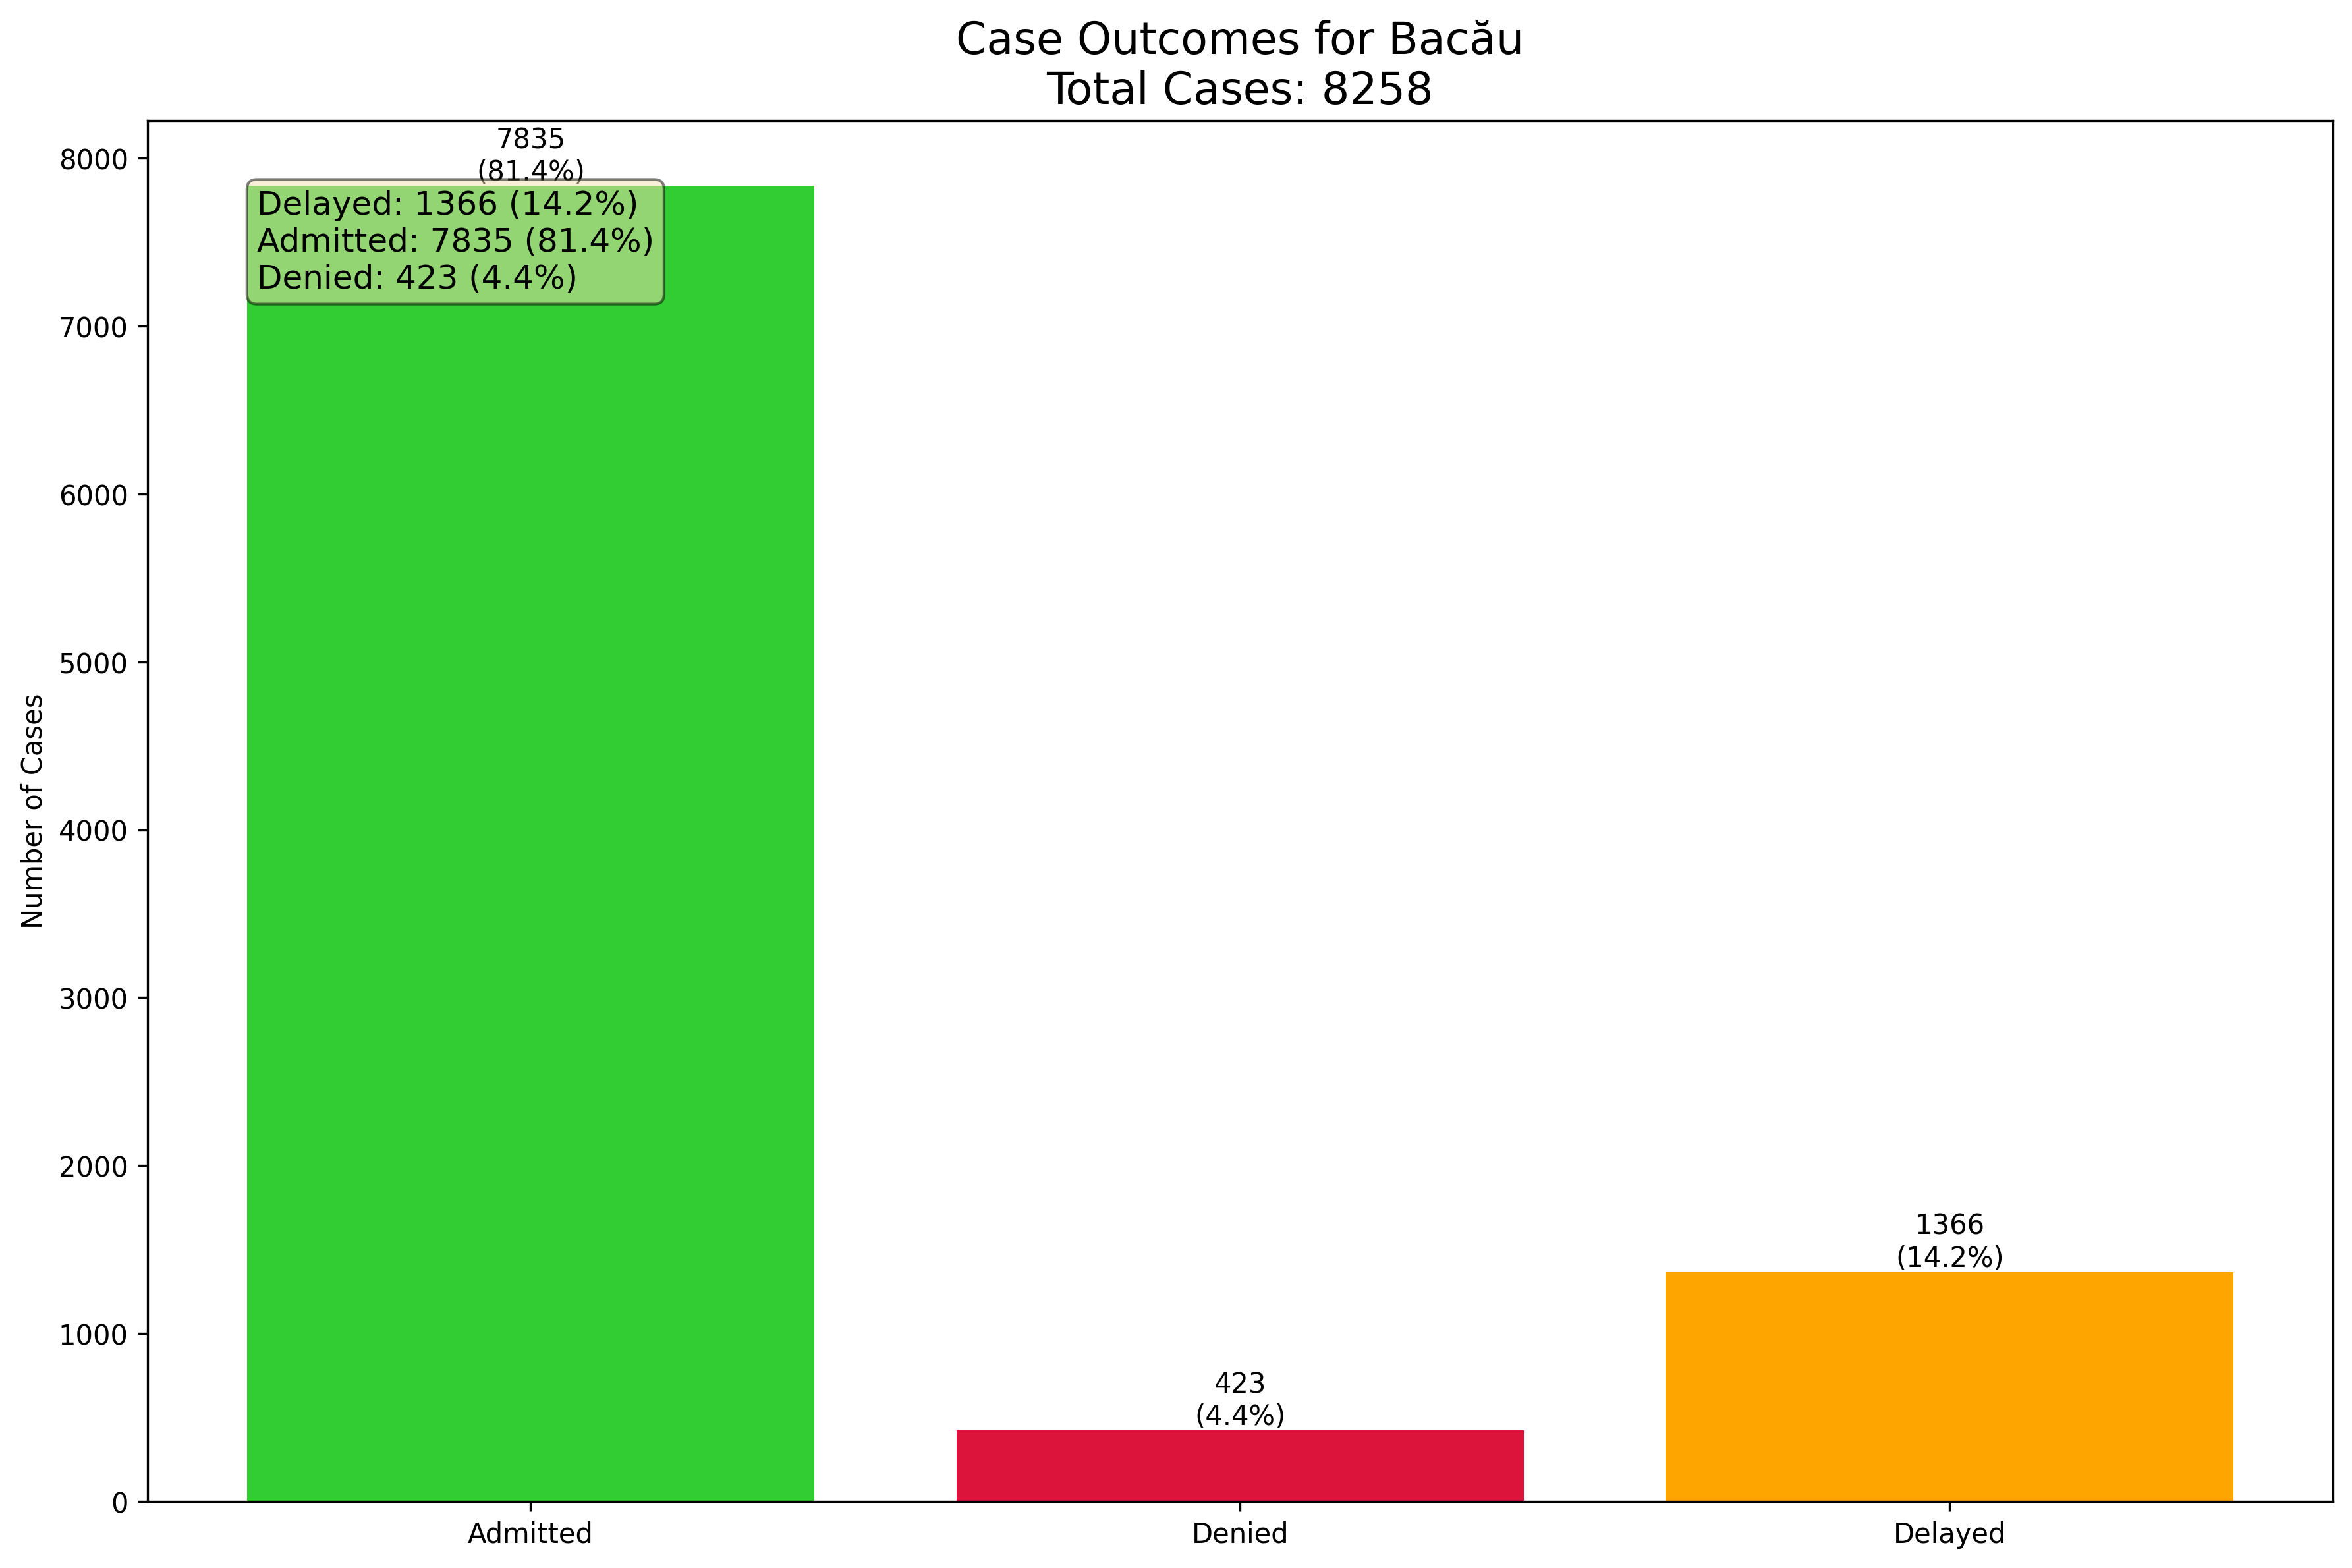 Case Outcomes for Bacău
Total Cases: 8258
7835
(81.4%)
Delayed: 1366 (14.2%)
Admitted: 7835 (81.4%)
Denied: 423 (4.4%)
8000
7000
6000
5000
4000
3000
2000
1000
0
Number of Cases
423
(4.4%)
1366
(14.2%)
Admitted
Denied
Delayed